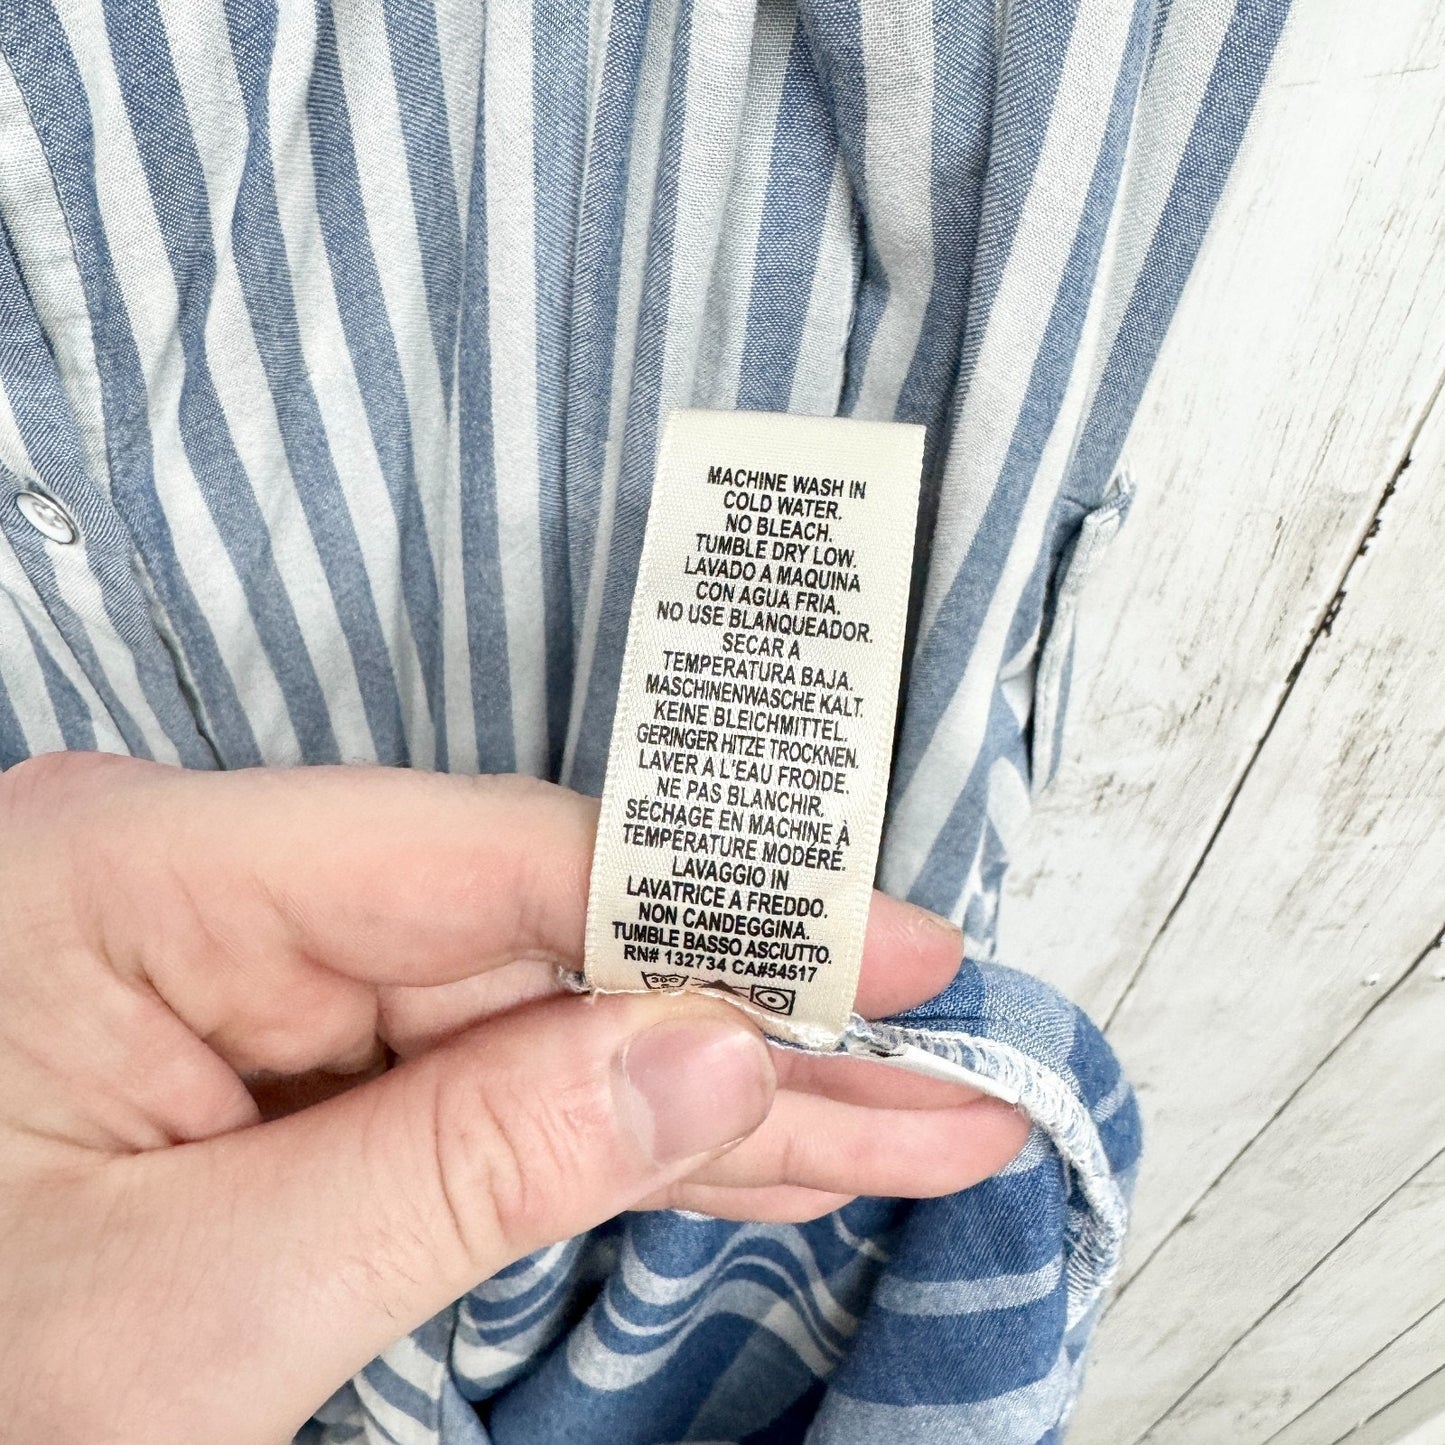 MACHINE WASH IN
COLD WATER.
NO BLEACH.
TUMBLE DRY LOW.
LAVADO A MAQUINA
CON AGUA FRIA.
NO USE BLANQUEADOR.
SECAR A
TEMPERATURA BAJA.
MASCHINENWASCHE KALT.
KEINE BLEICHMITTEL.
GERINGER HITZE TROCKNEN.
LAVER A L'EAU FROIDE.
NE PAS BLANCHIR.
SÉCHAGE EN MACHINE À
TEMPÉRATURE MODÉRÉ.
LAVAGGIO IN
LAVATRICE A FREDDO.
NON CANDEGGINA.
TUMBLE BASSO ASCIUTTO.
RN# 132734 CA#54517
30C